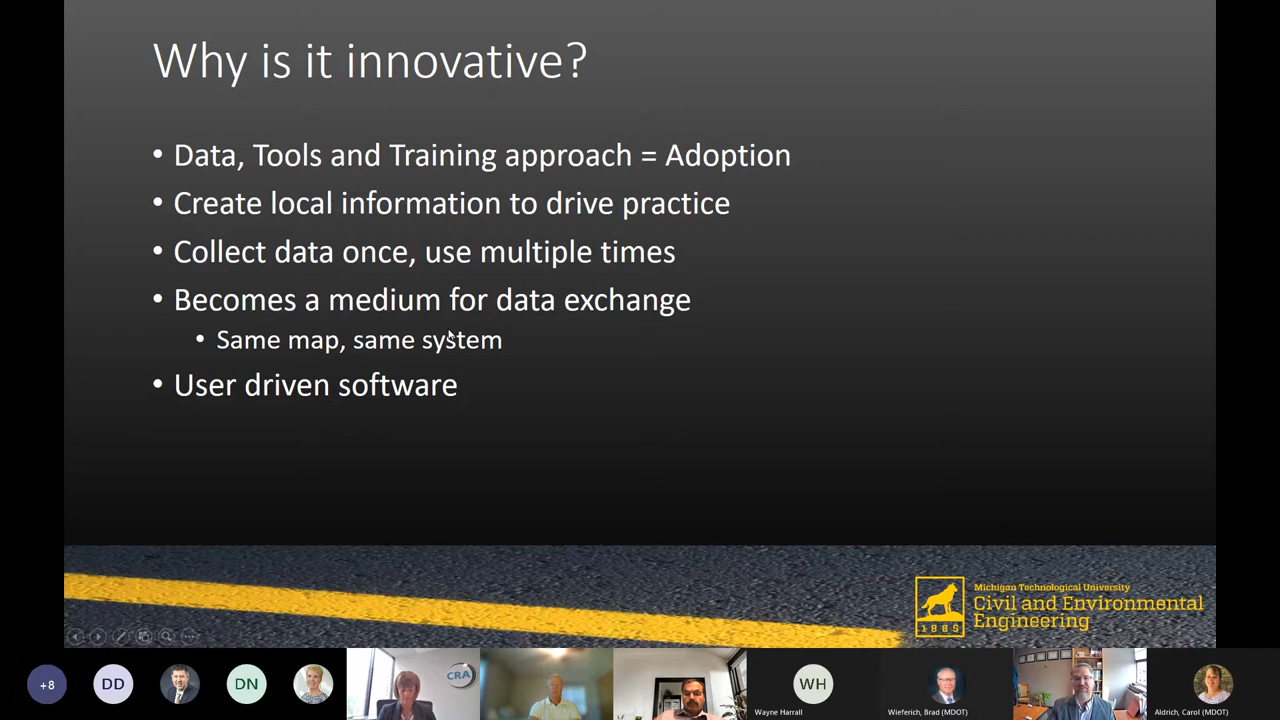 Why is it innovative?
• Data, Tools and Training approach = Adoption
• Create local information to drive practice
• Collect data once, use multiple times
• Becomes a medium for data exchange
• Same map, same system
• User driven software
Michigan Technological University
Civil and Environmental
Engineering
1885
+8
DD
DN
CRA
WH
Wayne Harrall
Wieferich, Brad (MDOT)
Aldrich, Carol (MDOT)